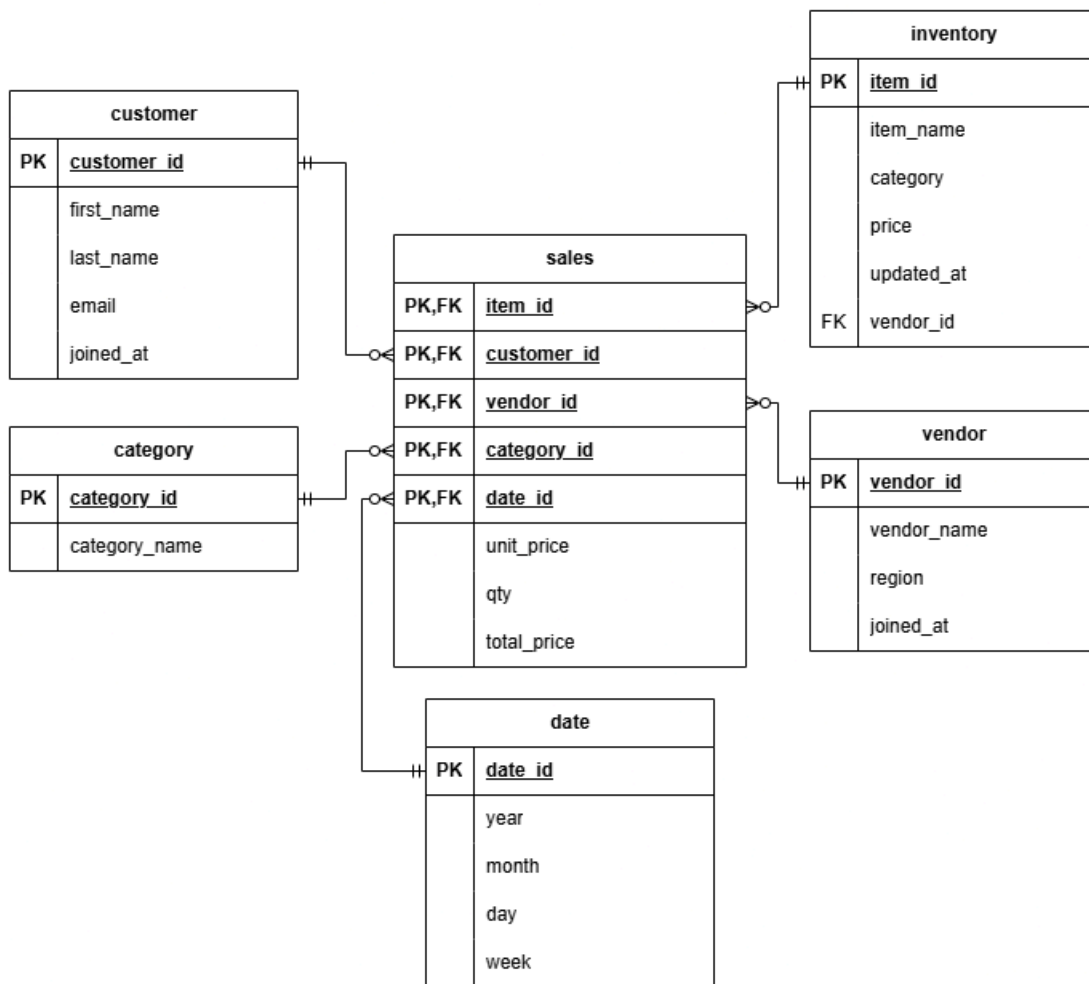 inventory
PK item_id
item_name
category
price
updated_at
FK vendor_id
customer
PK customer_id
first_name
last_name
email
joined_at
sales
PK,FK item_id
PK,FK customer_id
PK,FK vendor_id
PK,FK category_id
PK,FK date_id
unit_price
qty
total_price
category
PK category_id
category_name
vendor
PK vendor_id
vendor_name
region
joined_at
date
PK date_id
year
month
day
week